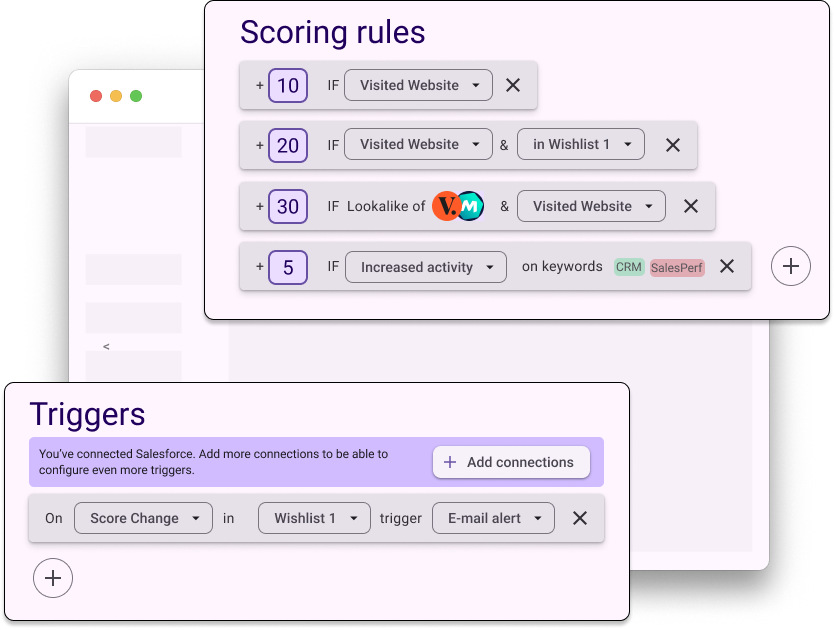 Scoring rules
+ 10 IF Visited Website
+ 20 IF Visited Website & in Wishlist 1
+ 30 IF Lookalike of V. M & Visited Website
+ 5 IF Increased activity on keywords CRM SalesPerf
<
Triggers
You’ve connected Salesforce. Add more connections to be able to
configure even more triggers.
+ Add connections
On Score Change in Wishlist 1 trigger E-mail alert